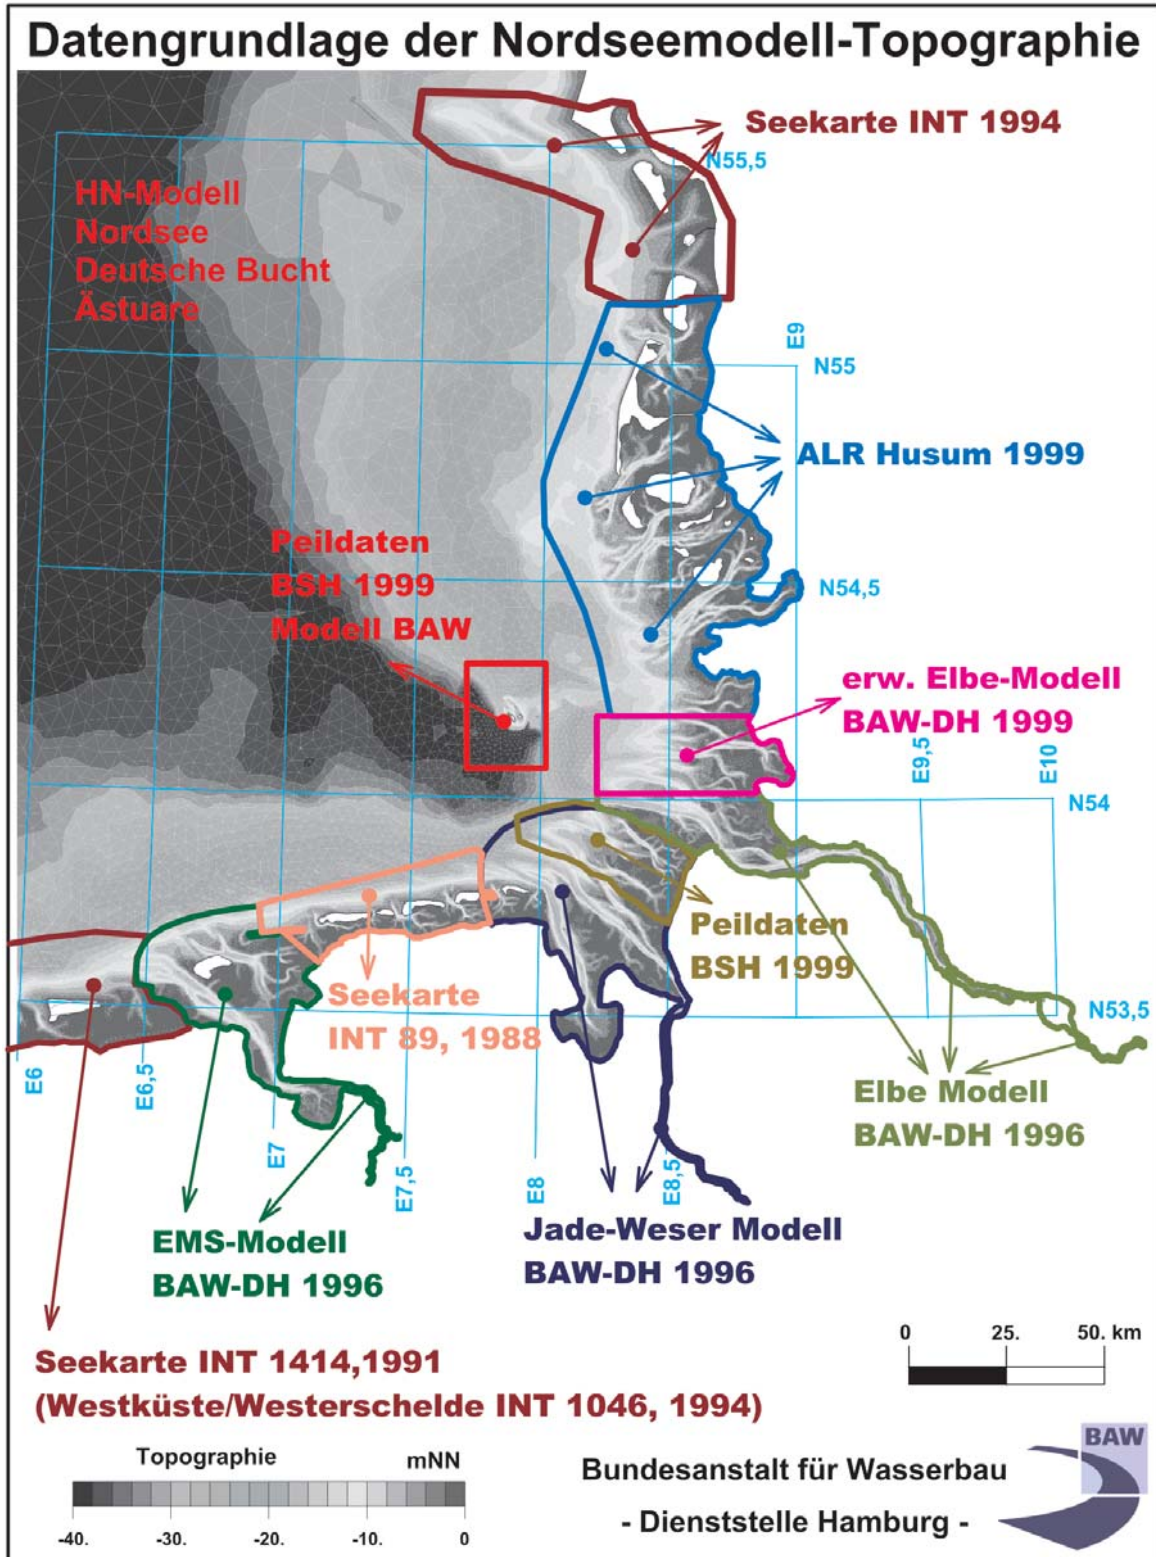 Datengrundlage der Nordseemodell-Topographie
Seekarte INT 1994
N55,5
HN-Modell
Nordsee
Deutsche Bucht
Ästuare
E9
N55
ALR Husum 1999
Peildaten
BSH 1999
Modell BAW
N54,5
erw. Elbe-Modell
BAW-DH 1999
E9,5
E10
N54
Peildaten
BSH 1999
Seekarte
INT 89, 1988
N53,5
E6
E6,5
E7
E7,5
E8
E8,5
Elbe Modell
BAW-DH 1996
EMS-Modell
BAW-DH 1996
Jade-Weser Modell
BAW-DH 1996
0 25. 50. km
Seekarte INT 1414,1991
(Westküste/Westerschelde INT 1046, 1994)
Topographie mNN
-40. -30. -20. -10. 0
Bundesanstalt für Wasserbau
- Dienststelle Hamburg -
BAW